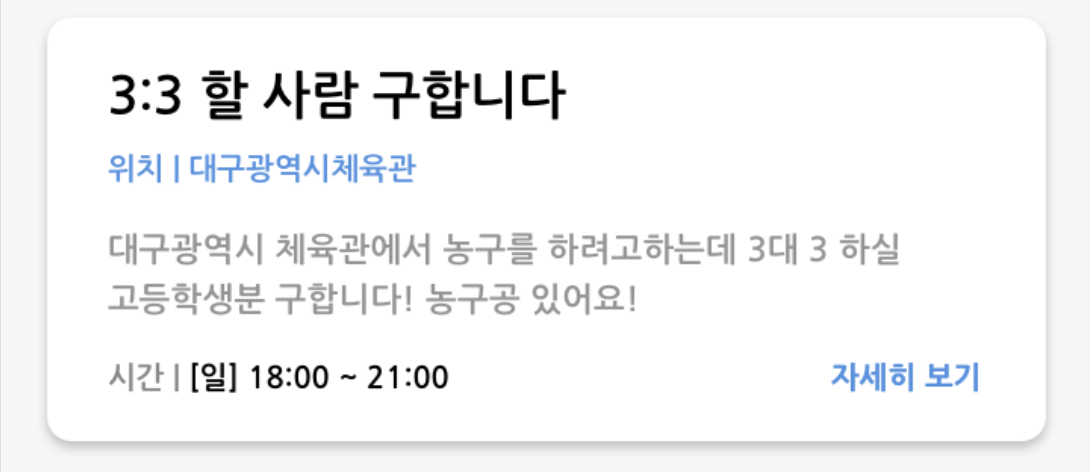 3:3 할 사람 구합니다
위치 | 대구광역시체육관
대구광역시 체육관에서 농구를 하려고하는데 3대 3 하실
고등학생분 구합니다! 농구공 있어요!
시간 | [일] 18:00 ~ 21:00 자세히 보기